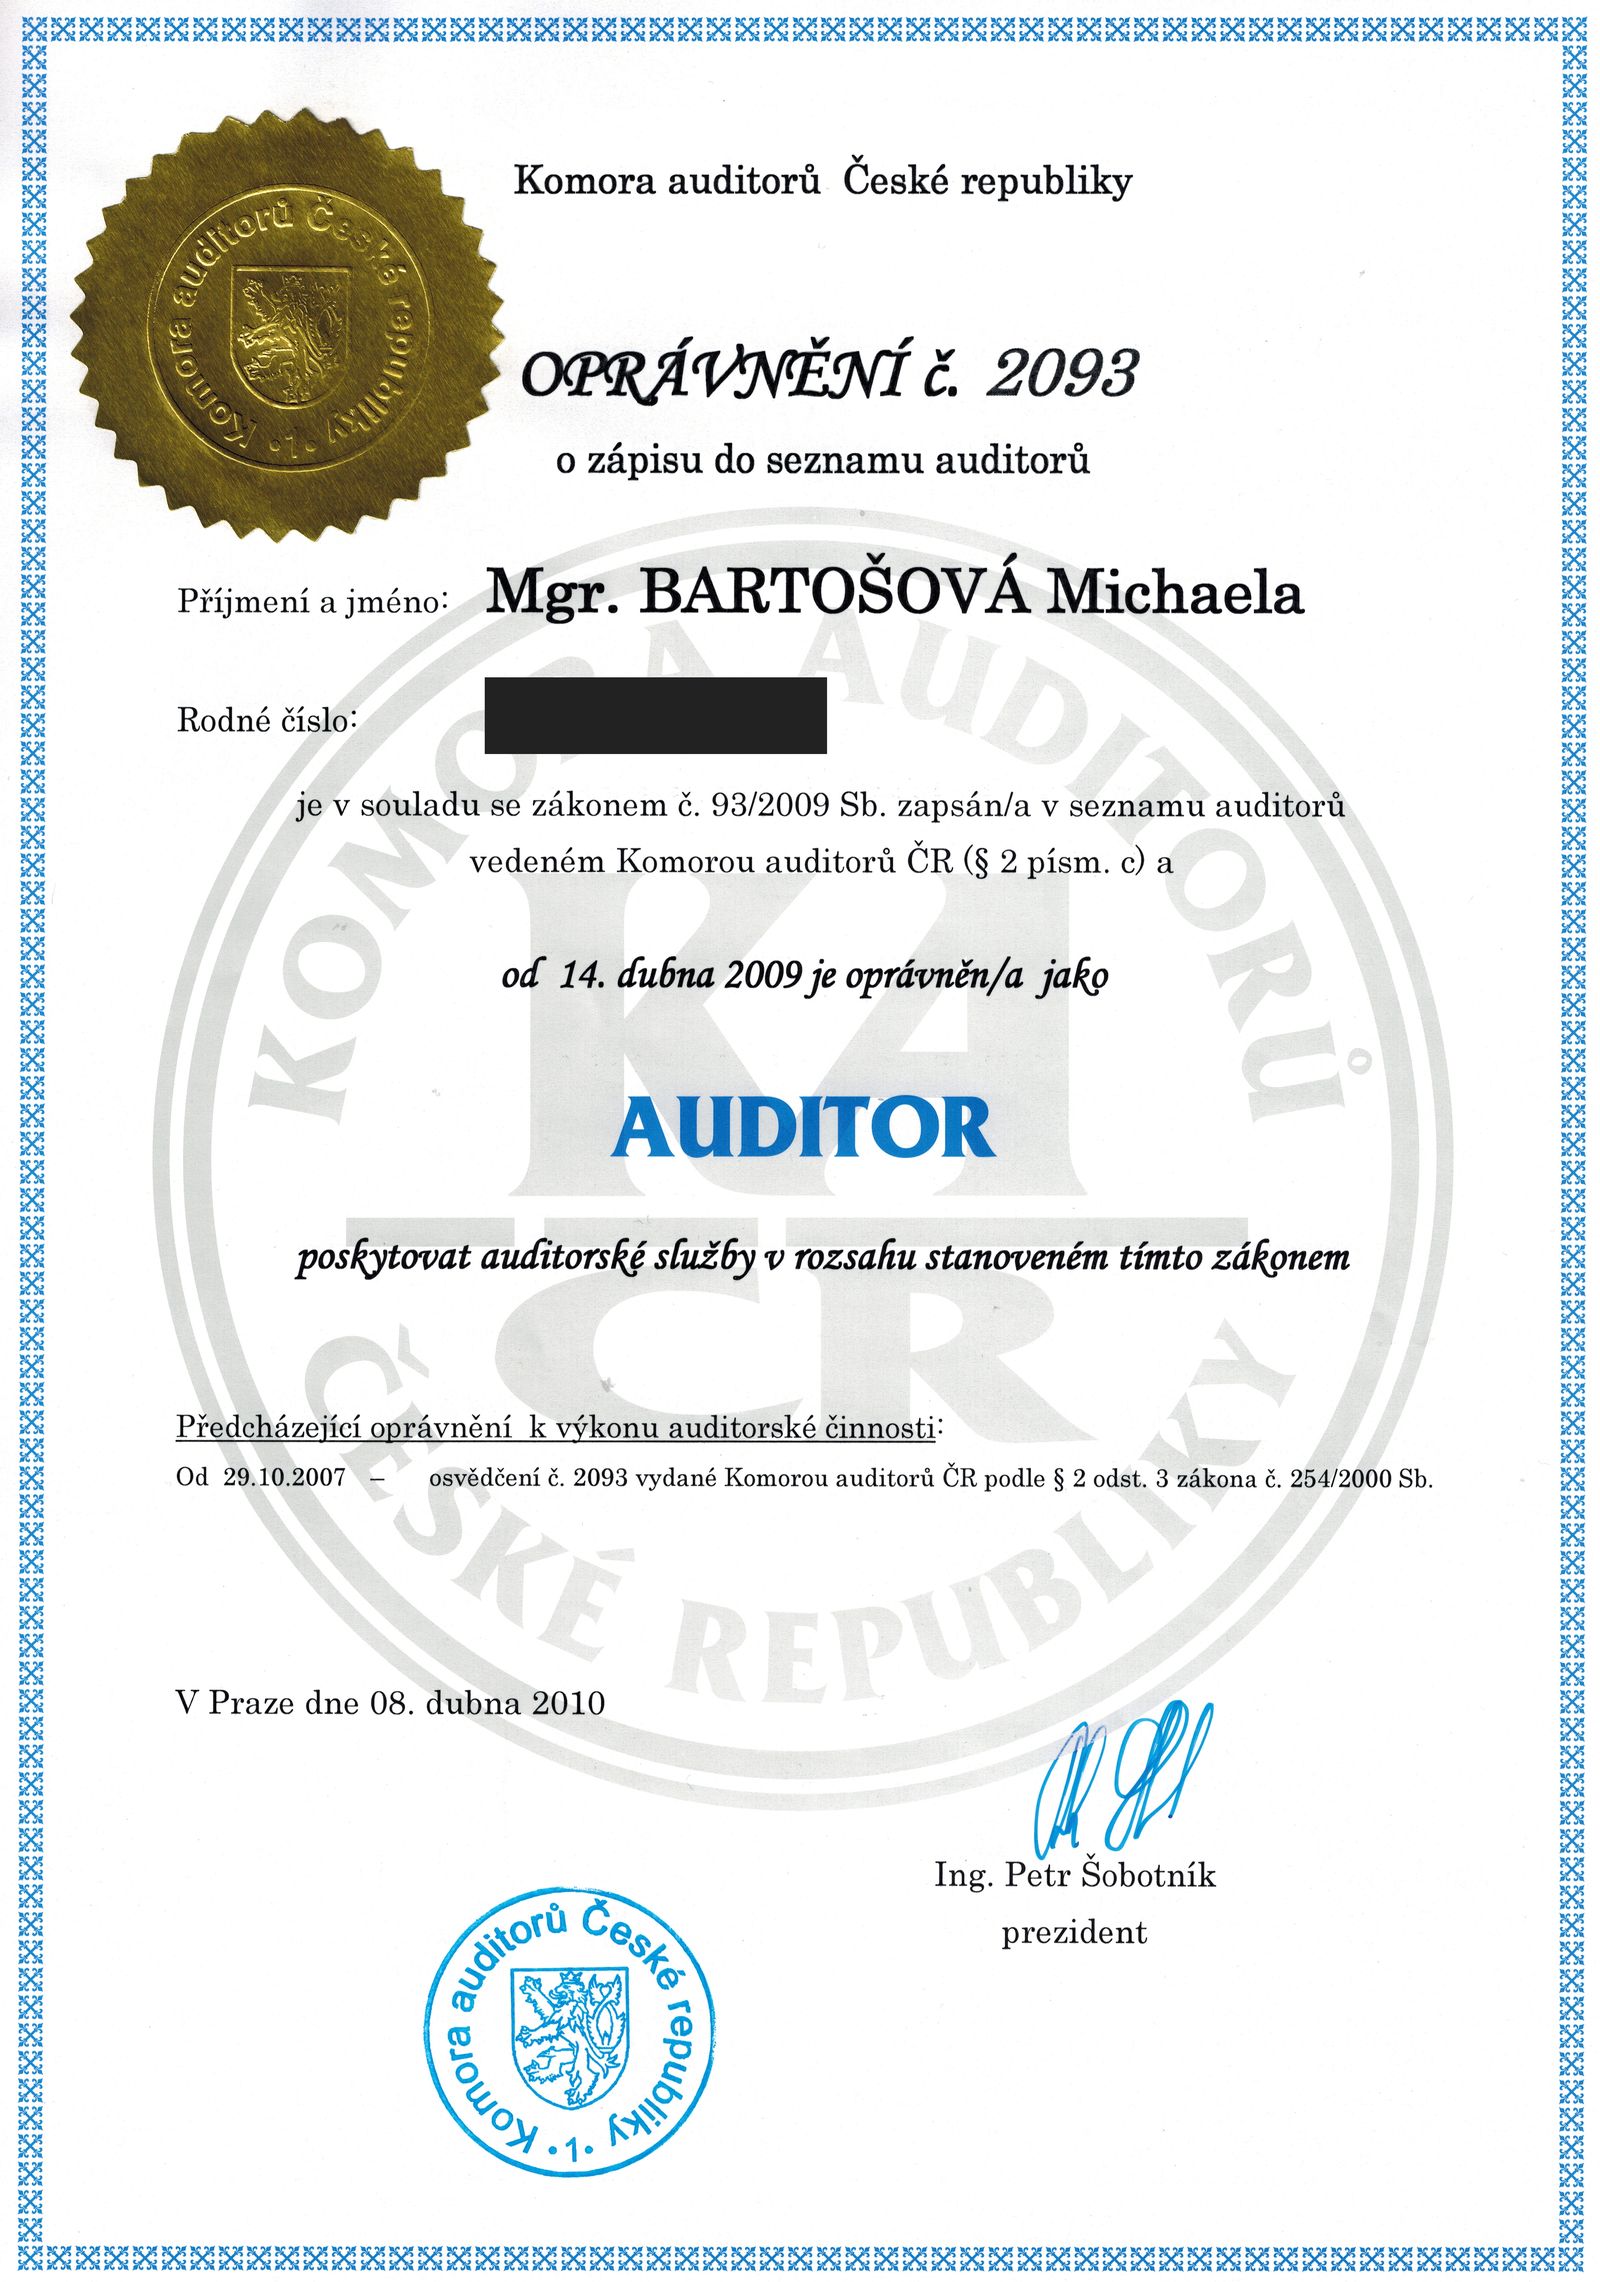 Komora auditorů České republiky
Komora auditorů České republiky
• 1 •
OPRÁVNĚNÍ č. 2093
o zápisu do seznamu auditorů
Příjmení a jméno: Mgr. BARTOŠOVÁ Michaela
Rodné číslo:
je v souladu se zákonem č. 93/2009 Sb. zapsán/a v seznamu auditorů
vedeném Komorou auditorů ČR (§ 2 písm. c) a
od 14. dubna 2009 je oprávněn/a jako
AUDITOR
poskytovat auditorské služby v rozsahu stanoveném tímto zákonem
Předcházející oprávnění k výkonu auditorské činnosti:
Od 29.10.2007 – osvědčení č. 2093 vydané Komorou auditorů ČR podle § 2 odst. 3 zákona č. 254/2000 Sb.
KOMORA AUDITORŮ
KA
ČR
ČESKÉ REPUBLIKY
V Praze dne 08. dubna 2010
Ing. Petr Šobotník
prezident
Komora auditorů České republiky
• 1 •